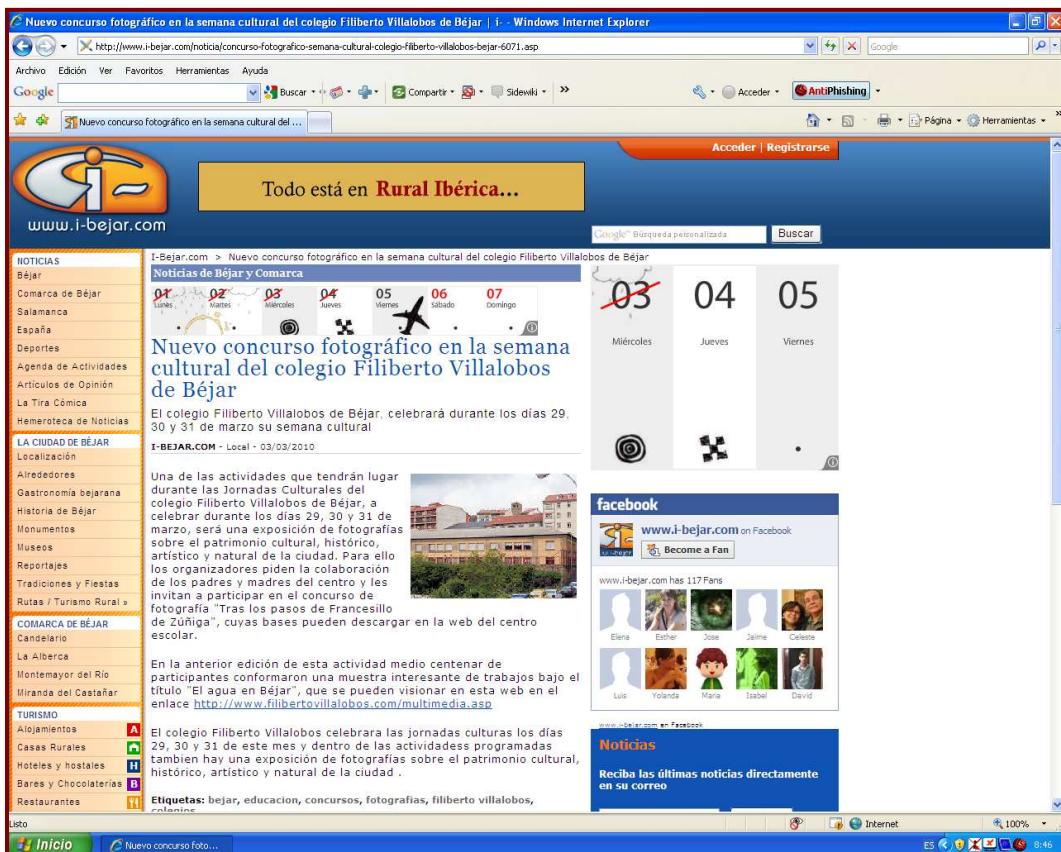 Nuevo concurso fotográfico en la semana cultural del colegio Filiberto Villalobos de Béjar | i- - Windows Internet Explorer
http://www.i-bejar.com/noticia/concurso-fotografico-semana-cultural-colegio-filiberto-villalobos-bejar-6071.asp
Google
Archivo Edición Ver Favoritos Herramientas Ayuda
Google Buscar Compartir Sidewiki » Acceder AntiPhishing
Nuevo concurso fotográfico en la semana cultural del ... Página Herramientas »
Acceder | Registrarse
i-
www.i-bejar.com
Todo está en Rural Ibérica...
Google™ Búsqueda personalizada Buscar
NOTICIAS
Béjar
Comarca de Béjar
Salamanca
España
Deportes
Agenda de Actividades
Artículos de Opinión
La Tira Cómica
Hemeroteca de Noticias
LA CIUDAD DE BÉJAR
Localización
Alrededores
Gastronomía bejarana
Historia de Béjar
Monumentos
Museos
Reportajes
Tradiciones y Fiestas
Rutas / Turismo Rural »
COMARCA DE BÉJAR
Candelario
La Alberca
Montemayor del Río
Miranda del Castañar
TURISMO
Alojamientos A
Casas Rurales
Hoteles y hostales H
Bares y Chocolaterías B
Restaurantes
I-Bejar.com > Nuevo concurso fotográfico en la semana cultural del colegio Filiberto Villalobos de Béjar
Noticias de Béjar y Comarca
01 02 03 04 05 06 07
Lunes Martes Miércoles Jueves Viernes Sábado Domingo
Nuevo concurso fotográfico en la semana
cultural del colegio Filiberto Villalobos
de Béjar
El colegio Filiberto Villalobos de Béjar, celebrará durante los días 29,
30 y 31 de marzo su semana cultural
I-BEJAR.COM - Local - 03/03/2010
Una de las actividades que tendrán lugar
durante las Jornadas Culturales del
colegio Filiberto Villalobos de Béjar, a
celebrar durante los días 29, 30 y 31 de
marzo, será una exposición de fotografías
sobre el patrimonio cultural, histórico,
artístico y natural de la ciudad. Para ello
los organizadores piden la colaboración
de los padres y madres del centro y les
invitan a participar en el concurso de
fotografía "Tras los pasos de Francesillo
de Zúñiga", cuyas bases pueden descargar en la web del centro
escolar.
En la anterior edición de esta actividad medio centenar de
participantes conformaron una muestra interesante de trabajos bajo el
título "El agua en Béjar", que se pueden visionar en esta web en el
enlace http://www.filibertovillalobos.com/multimedia.asp
El colegio Filiberto Villalobos celebrara las jornadas culturas los días
29, 30 y 31 de este mes y dentro de las actividadess programadas
tambien hay una exposición de fotografías sobre el patrimonio cultural,
histórico, artístico y natural de la ciudad .
Etiquetas: bejar, educacion, concursos, fotografias, filiberto villalobos,
colegios
03 04 05
Miércoles Jueves Viernes
facebook
www.i-bejar.com on Facebook
Become a Fan
www.i-bejar.com has 117 Fans
Elena Esther Jose Jaime Celeste
Luis Yolanda Maria Isabel David
www.i-bejar.com en Facebook
Noticias
Reciba las últimas noticias directamente
en su correo
Listo Internet 100%
Inicio Nuevo concurso foto... ES 8:46